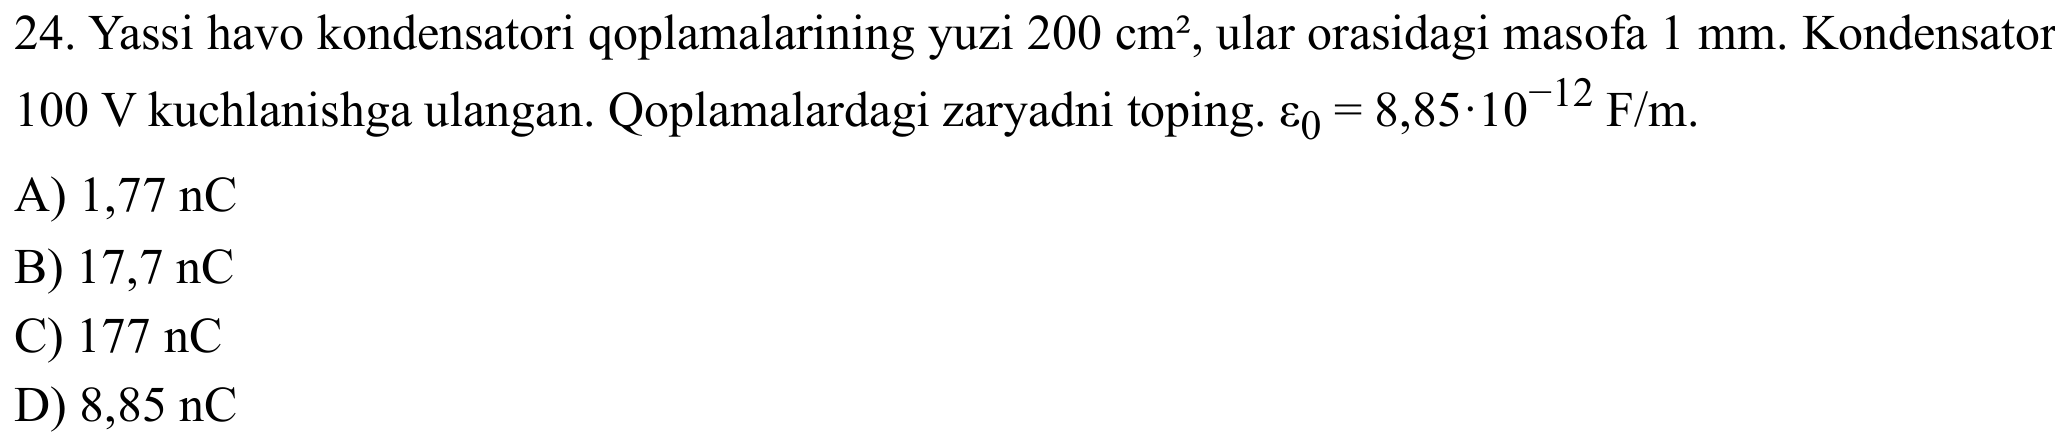 24. Yassi havo kondensatori qoplamalarining yuzi 200 cm², ular orasidagi masofa 1 mm. Kondensator
100 V kuchlanishga ulangan. Qoplamalardagi zaryadni toping. ε₀ = 8,85·10⁻¹² F/m.
A) 1,77 nC
B) 17,7 nC
C) 177 nC
D) 8,85 nC